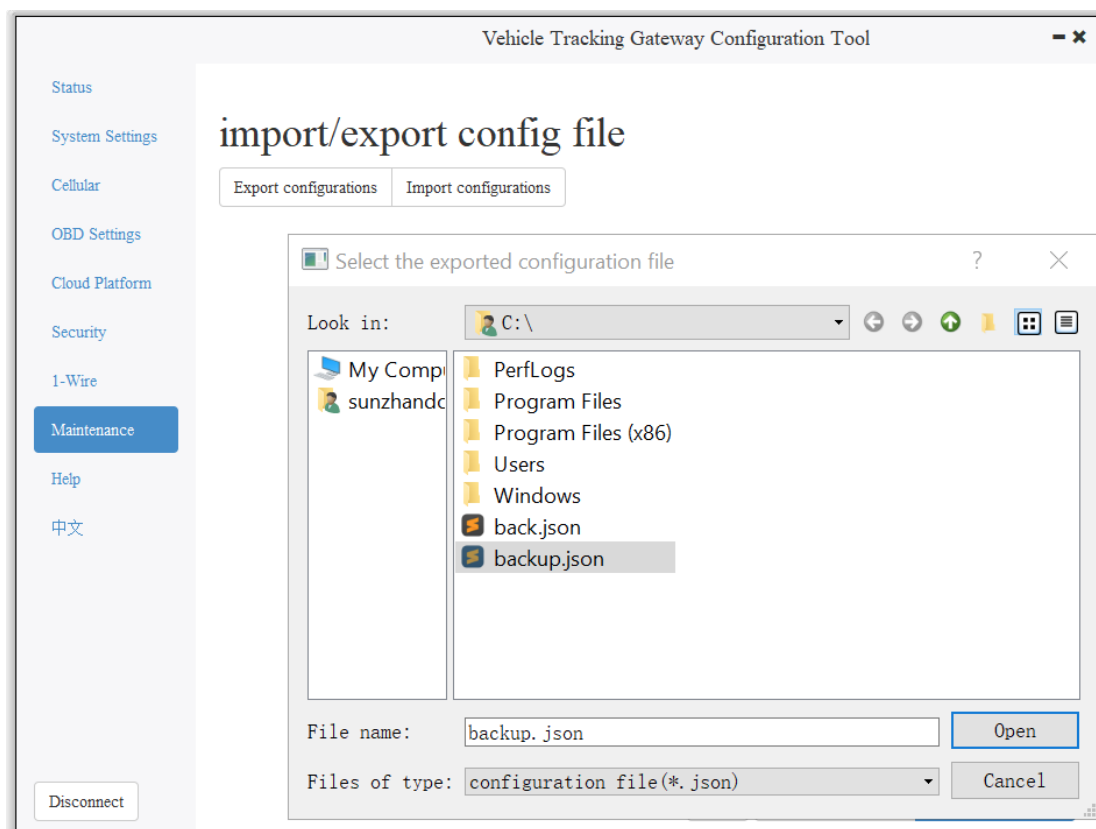 Vehicle Tracking Gateway Configuration Tool
Status
System Settings
Cellular
OBD Settings
Cloud Platform
Security
1-Wire
Maintenance
Help
中文
Disconnect
import/export config file
Export configurations Import configurations
Select the exported configuration file
Look in: C:\
My Compu
sunzhandc
PerfLogs
Program Files
Program Files (x86)
Users
Windows
back.json
backup.json
File name: backup.json Open
Files of type: configuration file(*.json) Cancel